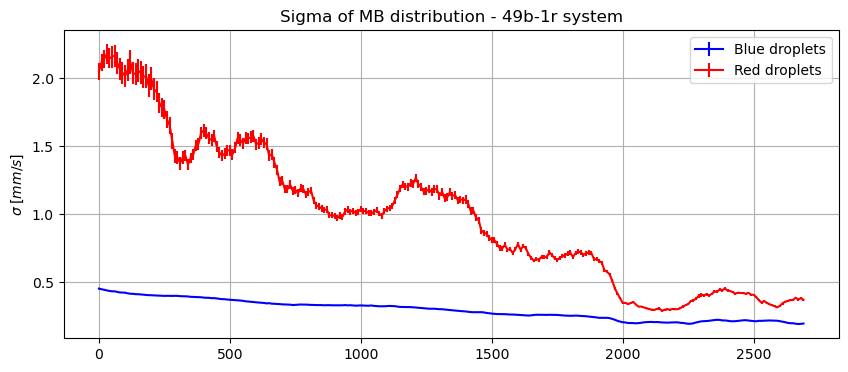 Sigma of MB distribution - 49b-1r system
σ [mm/s]
2.0
1.5
1.0
0.5
Blue droplets
Red droplets
0 500 1000 1500 2000 2500